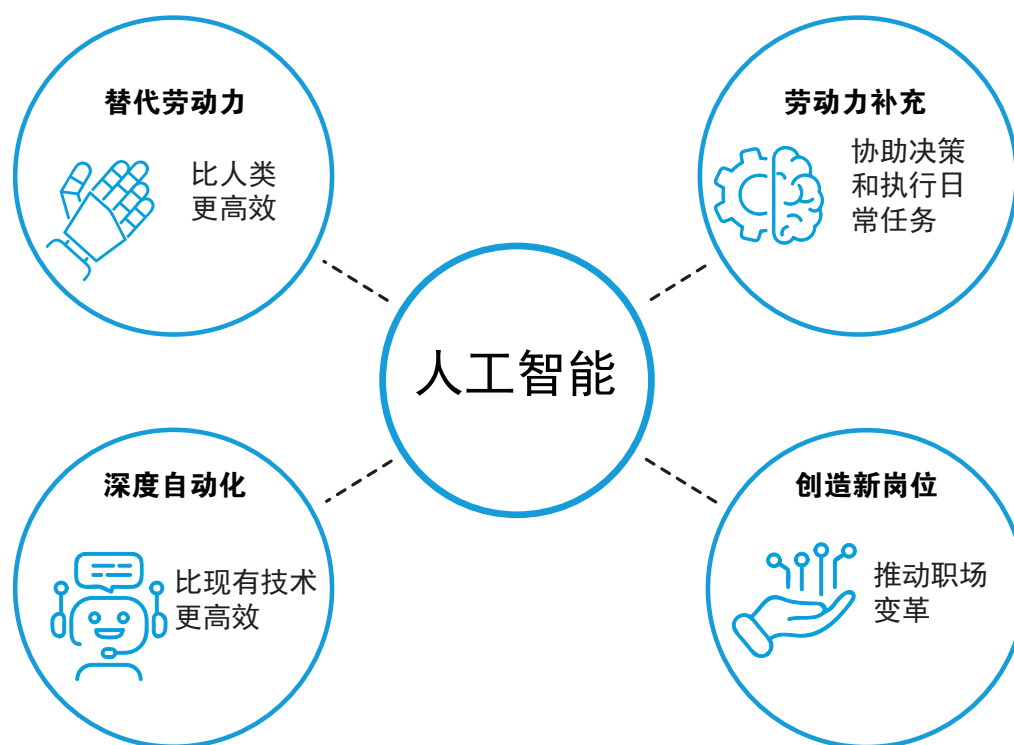 替代劳动力
比人类
更高效
劳动力补充
协助决策
和执行日
常任务
人工智能
深度自动化
比现有技术
更高效
创造新岗位
推动职场
变革